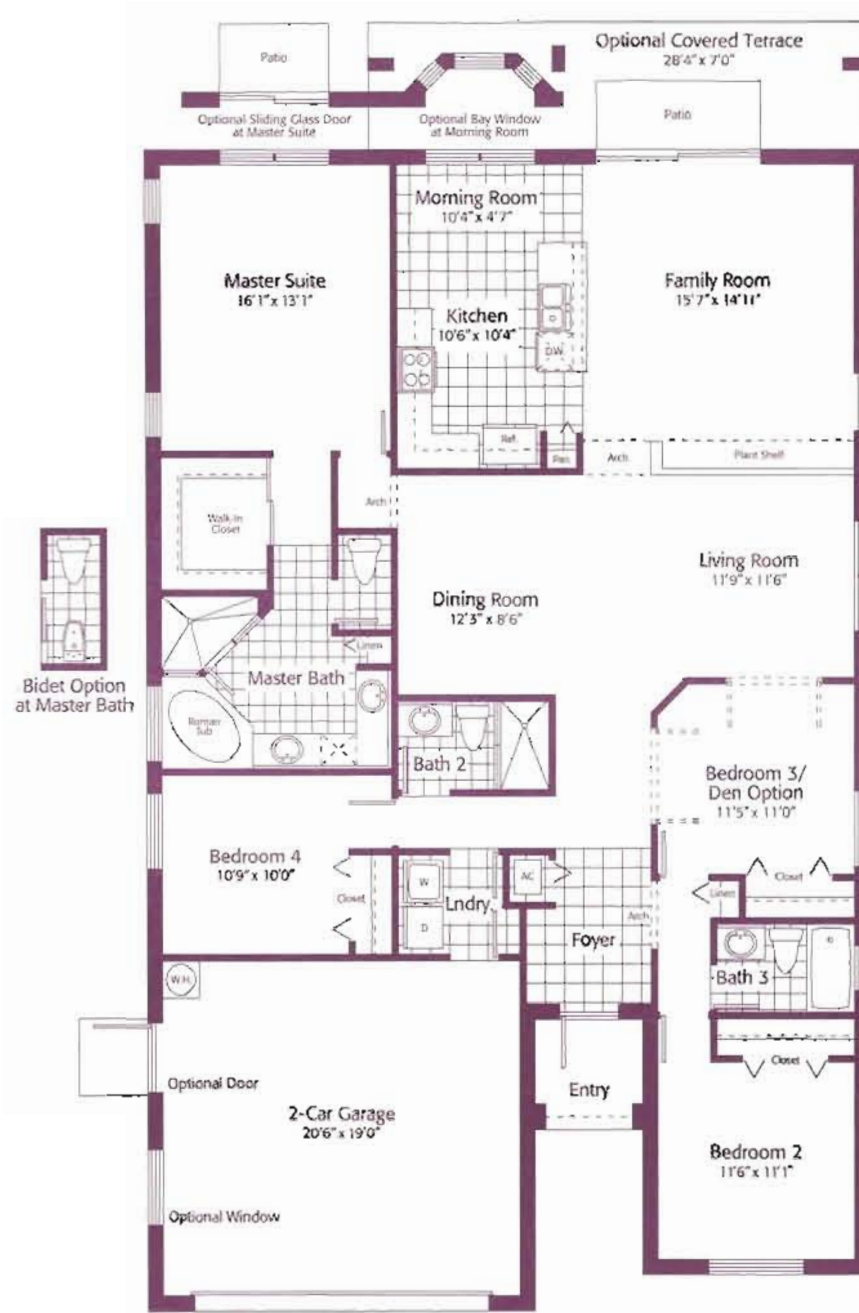 Optional Covered Terrace
28'4" x 7'0"
Patio
Optional Sliding Glass Door
at Master Suite
Optional Bay Window
at Morning Room
Patio
Morning Room
10'4" x 4'7"
Master Suite
16'1" x 13'1"
Family Room
15'7" x 14'11"
Kitchen
10'6" x 10'4"
D.W.
Ref.
Pan.
Arch
Plant Shelf
Arch
Walk-In
Closet
Living Room
11'9" x 11'6"
Dining Room
12'3" x 8'6"
Linen
Bidet Option
at Master Bath
Master Bath
Roman
Tub
Bath 2
Bedroom 3/
Den Option
11'5" x 11'0"
Bedroom 4
10'9" x 10'0"
Closet
W
D
Lndry
AC
Foyer
Arch
Closet
Linen
Bath 3
W.H.
Optional Door
2-Car Garage
20'6" x 19'0"
Optional Window
Entry
Closet
Bedroom 2
11'6" x 11'1"